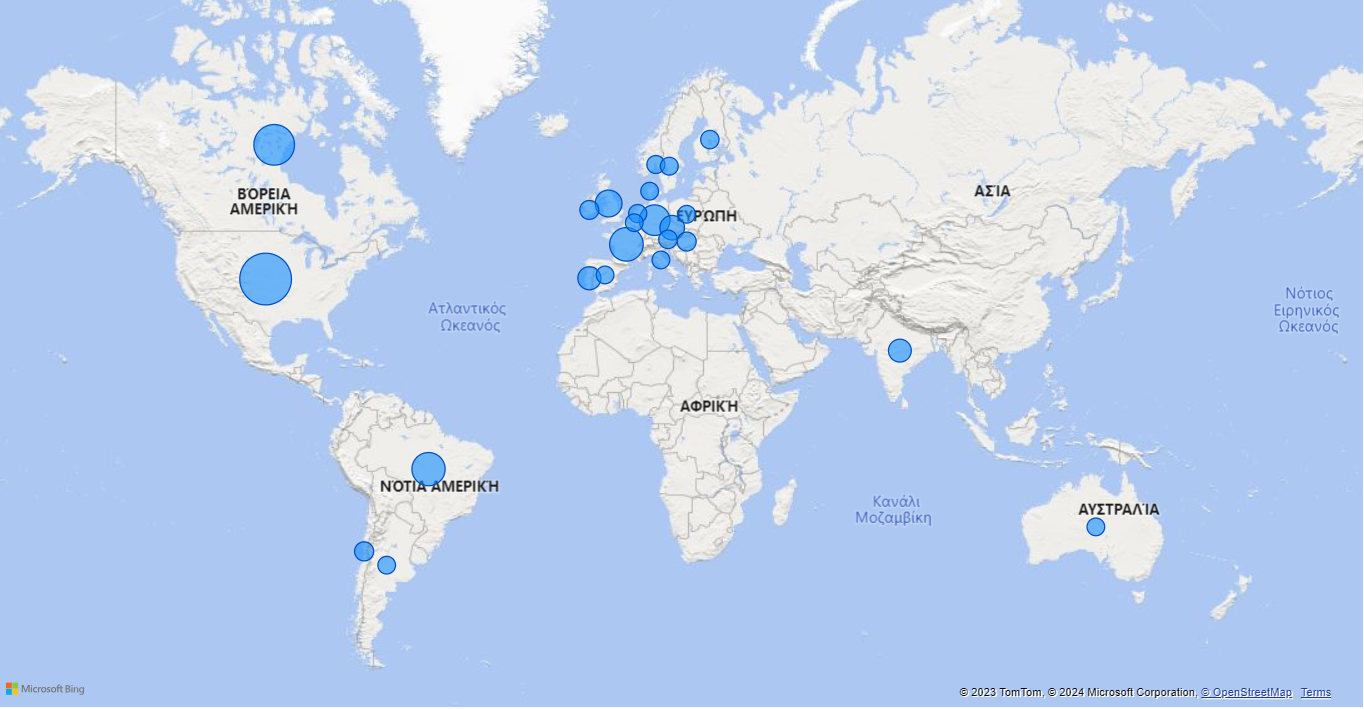 ΒΌΡΕΙΑ
ΑΜΕΡΙΚΉ
ΑΣΊΑ
ΕΥΡΏΠΗ
Ατλαντικός
Ωκεανός
Νότιος
Ειρηνικός
Ωκεανός
ΑΦΡΙΚΉ
ΝΌΤΙΑ ΑΜΕΡΙΚΉ
Κανάλι
Μοζαμβίκη
ΑΥΣΤΡΑΛΊΑ
Microsoft Bing
© 2023 TomTom, © 2024 Microsoft Corporation, © OpenStreetMap Terms